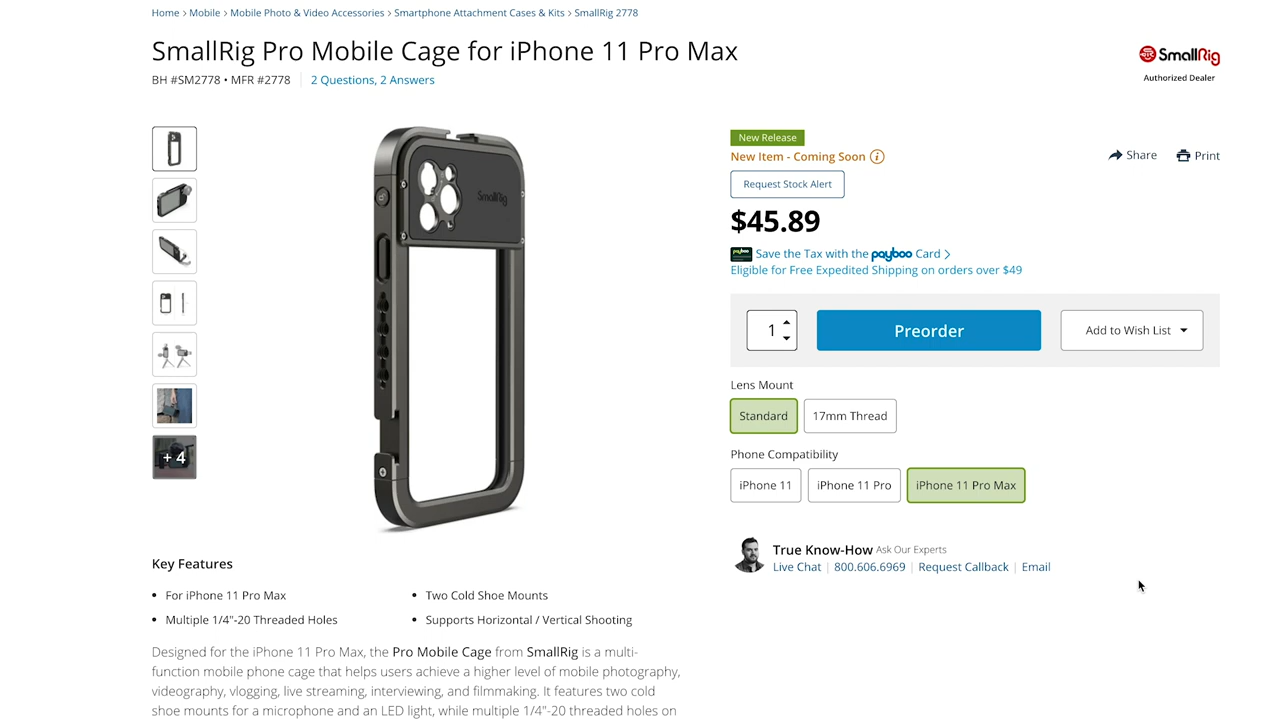 Home > Mobile > Mobile Photo & Video Accessories > Smartphone Attachment Cases & Kits > SmallRig 2778
SmallRig Pro Mobile Cage for iPhone 11 Pro Max
BH #SM2778 • MFR #2778 2 Questions, 2 Answers
SmallRig
Authorized Dealer
SmallRig
+ 4
New Release
New Item - Coming Soon
Share Print
Request Stock Alert
$45.89
payboo Save the Tax with the payboo Card >
Eligible for Free Expedited Shipping on orders over $49
1 Preorder Add to Wish List
Lens Mount
Standard 17mm Thread
Phone Compatibility
iPhone 11 iPhone 11 Pro iPhone 11 Pro Max
True Know-How Ask Our Experts
Live Chat | 800.606.6969 | Request Callback | Email
Key Features
• For iPhone 11 Pro Max
• Multiple 1/4"-20 Threaded Holes
• Two Cold Shoe Mounts
• Supports Horizontal / Vertical Shooting
Designed for the iPhone 11 Pro Max, the Pro Mobile Cage from SmallRig is a multi-
function mobile phone cage that helps users achieve a higher level of mobile photography,
videography, vlogging, live streaming, interviewing, and filmmaking. It features two cold
shoe mounts for a microphone and an LED light, while multiple 1/4"-20 threaded holes on